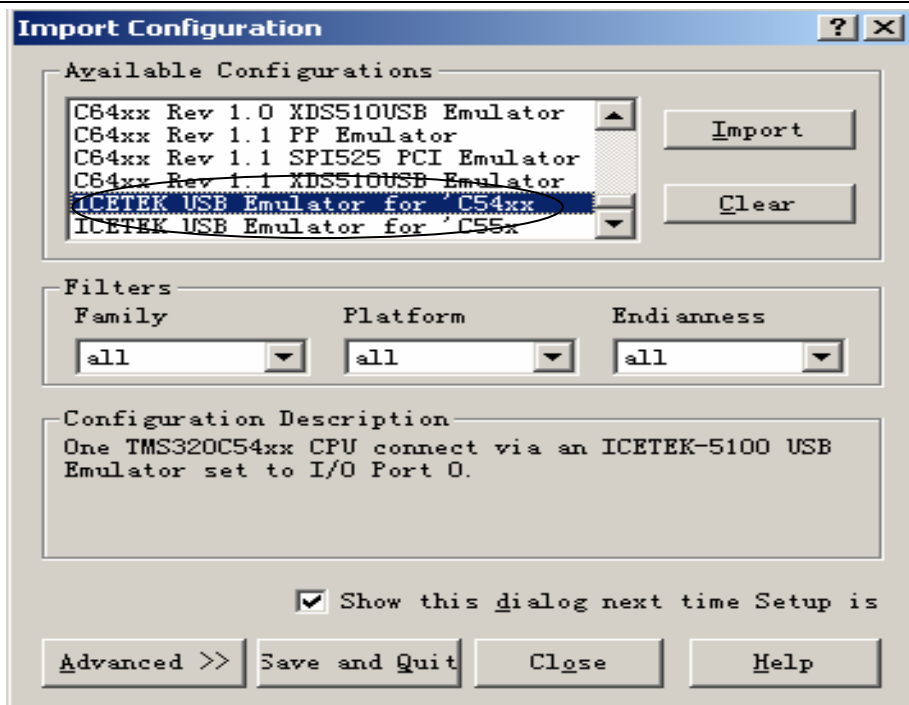 Import Configuration
Available Configurations
C64xx Rev 1.0 XDS510USB Emulator
C64xx Rev 1.1 PP Emulator
C64xx Rev 1.1 SPI525 PCI Emulator
C64xx Rev 1.1 XDS510USB Emulator
ICETEK USB Emulator for 'C54xx
ICETEK USB Emulator for 'C55x
Import
Clear
Filters
Family Platform Endianness
all all all
Configuration Description
One TMS320C54xx CPU connect via an ICETEK-5100 USB
Emulator set to I/O Port 0.
Show this dialog next time Setup is
Advanced >> Save and Quit Close Help